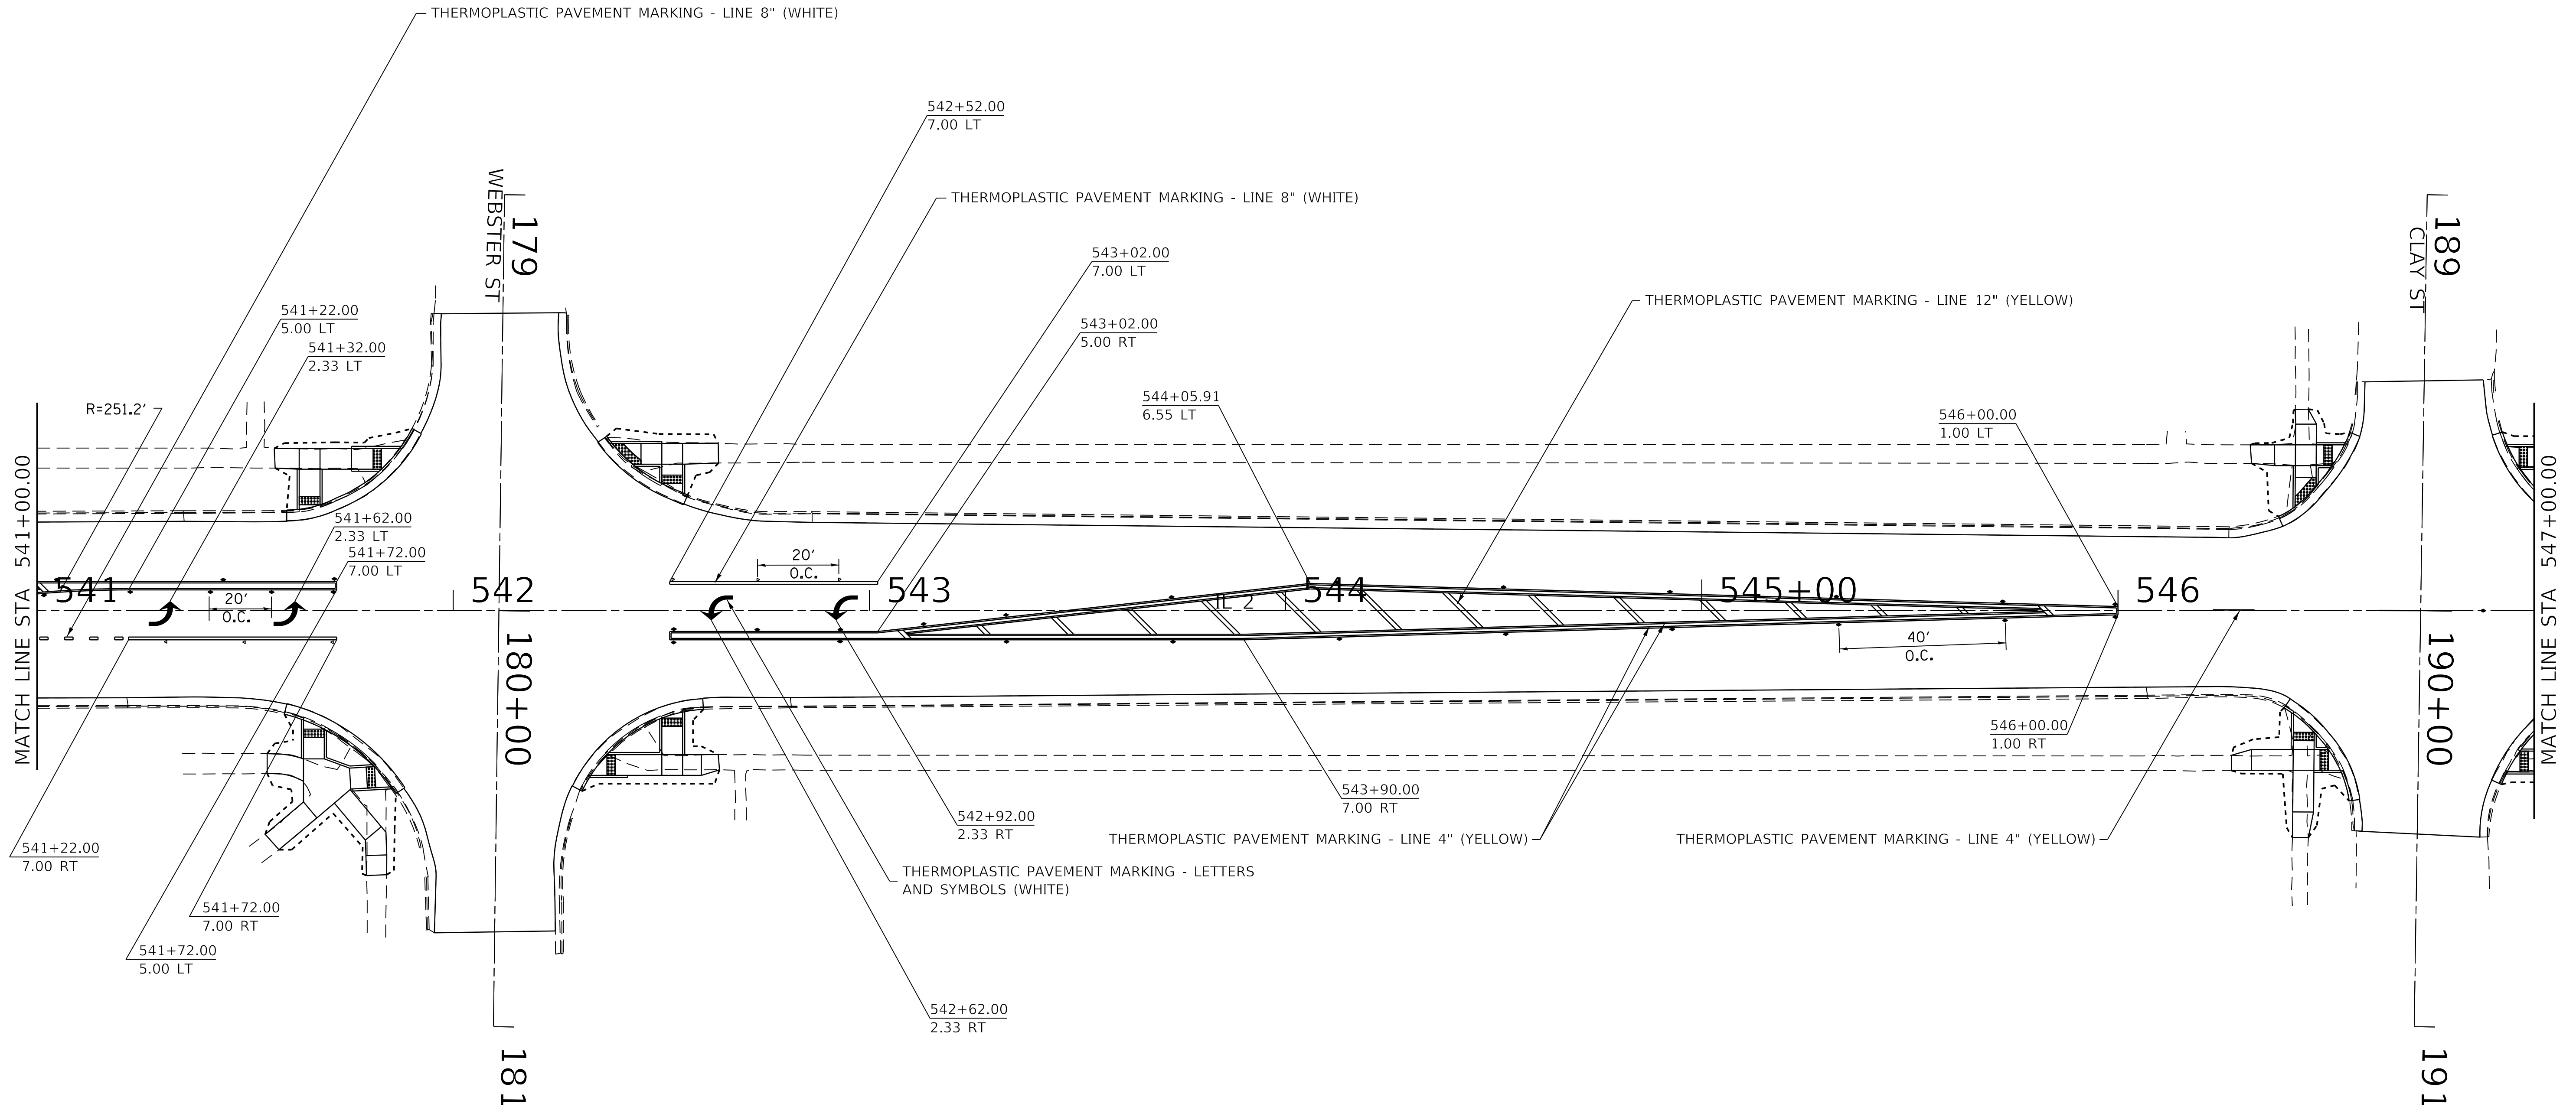 THERMOPLASTIC PAVEMENT MARKING - LINE 8" (WHITE)
542+52.00
7.00 LT
THERMOPLASTIC PAVEMENT MARKING - LINE 8" (WHITE)
WEBSTER ST
179
CLAY ST
189
543+02.00
7.00 LT
541+22.00
5.00 LT
543+02.00
5.00 RT
THERMOPLASTIC PAVEMENT MARKING - LINE 12" (YELLOW)
541+32.00
2.33 LT
544+05.91
6.55 LT
R=251.2'
546+00.00
1.00 LT
MATCH LINE STA 541+00.00
MATCH LINE STA 547+00.00
541+62.00
2.33 LT
541+72.00
7.00 LT
20'
O.C.
541
542
543
544
545+00
546
20'
O.C.
IL 2
40'
O.C.
180+00
190+00
546+00.00
1.00 RT
543+90.00
7.00 RT
542+92.00
2.33 RT
THERMOPLASTIC PAVEMENT MARKING - LINE 4" (YELLOW)
THERMOPLASTIC PAVEMENT MARKING - LINE 4" (YELLOW)
541+22.00
7.00 RT
THERMOPLASTIC PAVEMENT MARKING - LETTERS
AND SYMBOLS (WHITE)
541+72.00
7.00 RT
541+72.00
5.00 LT
542+62.00
2.33 RT
181
191